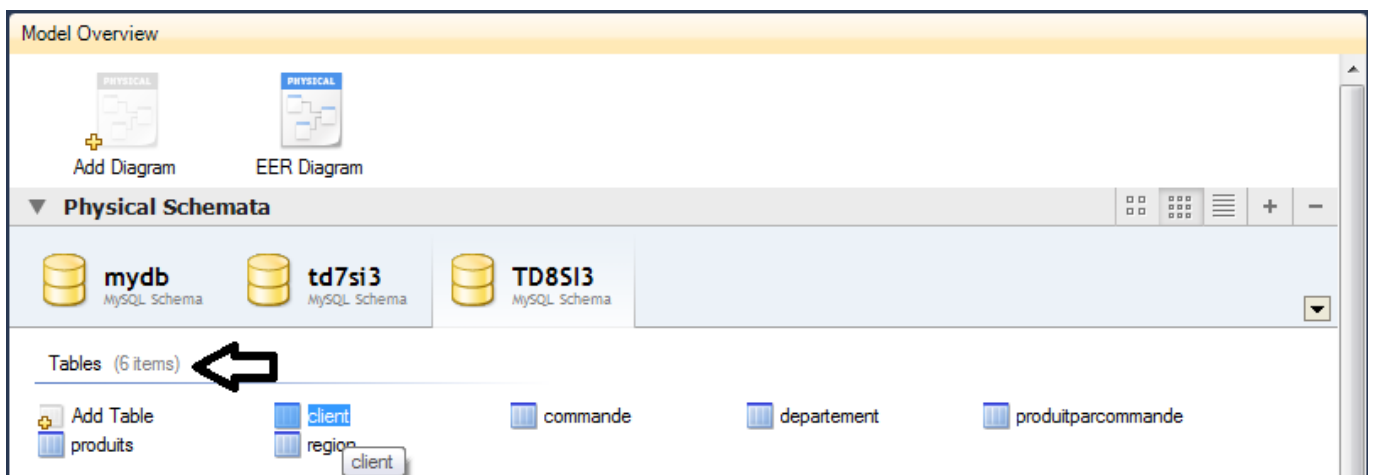 Model Overview
PHYSICAL PHYSICAL
Add Diagram EER Diagram
Physical Schemata
mydb td7si3 TD8SI3
MySQL Schema MySQL Schema MySQL Schema
Tables (6 items)
Add Table client commande departement produitparcommande
produits region
client